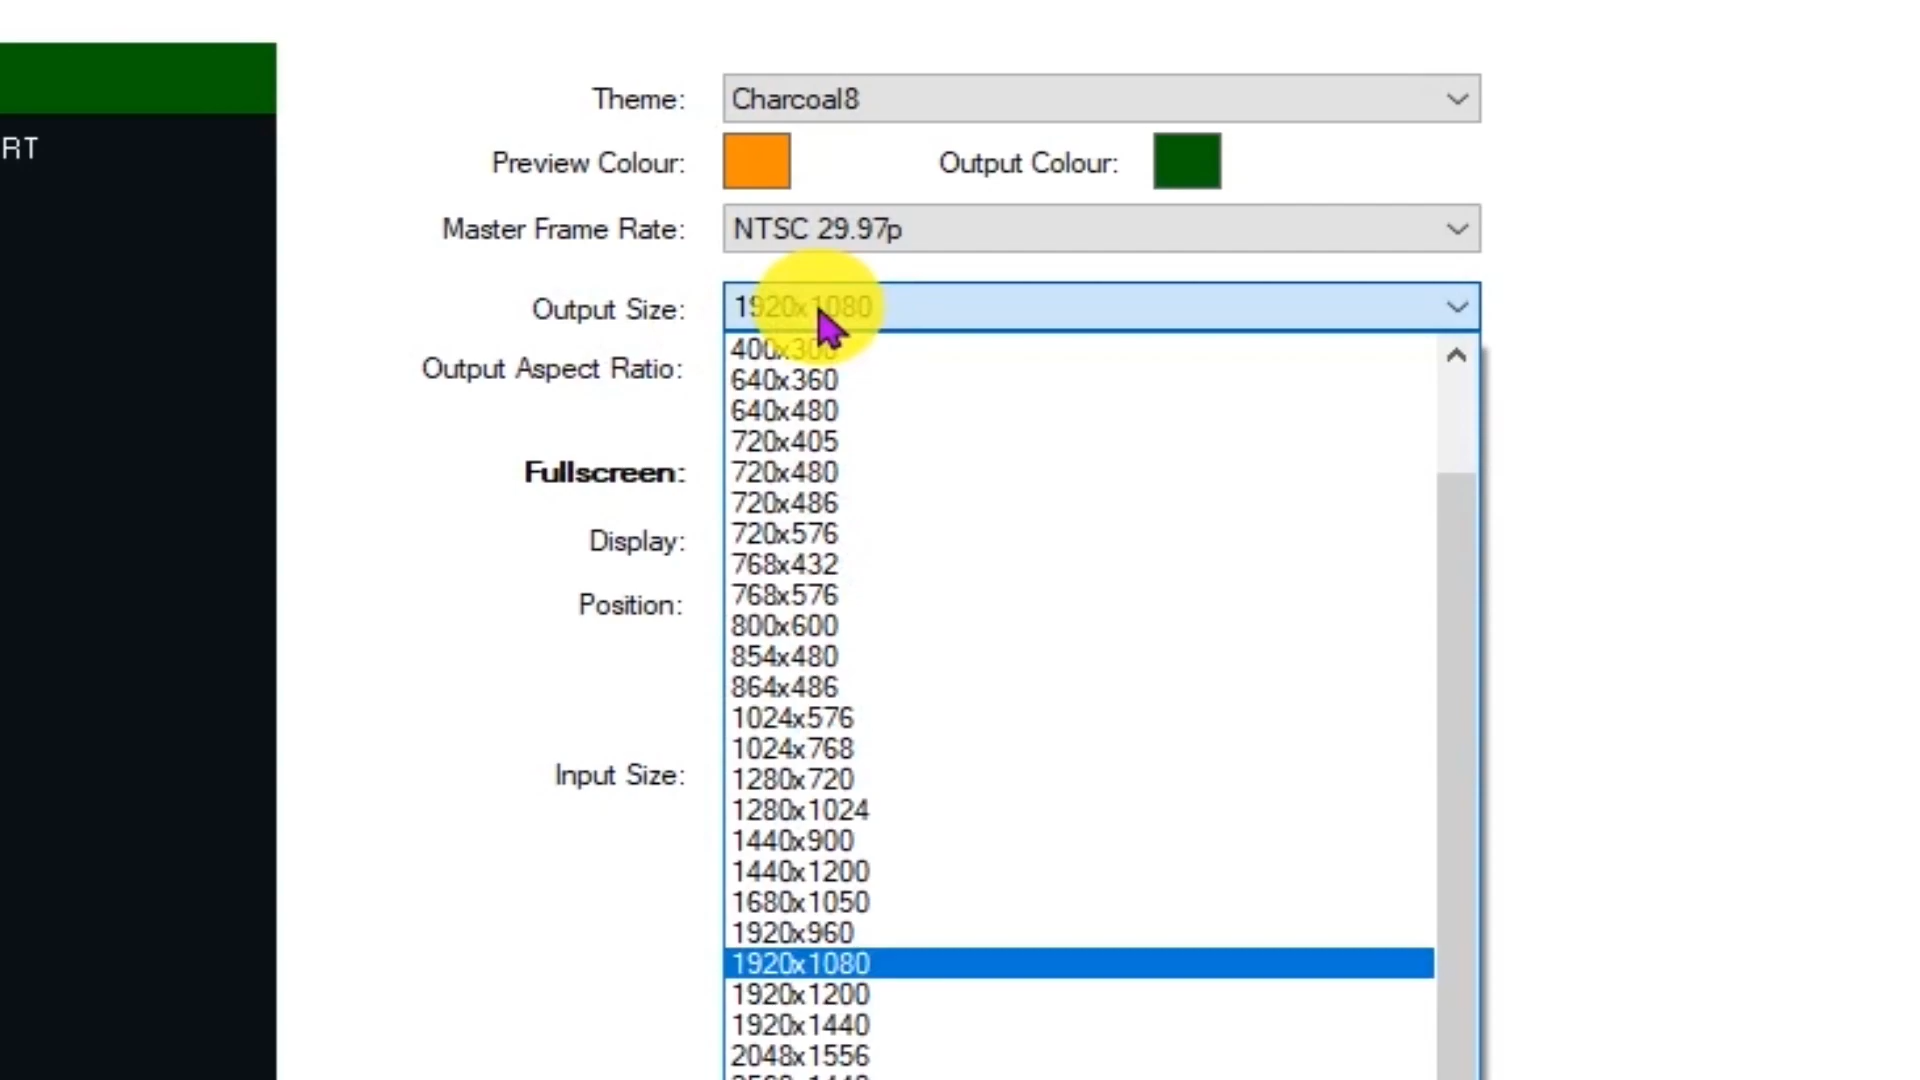 RT
Theme: Charcoal8
Preview Colour: Output Colour:
Master Frame Rate: NTSC 29.97p
Output Size: 1920x1080
400x300
Output Aspect Ratio:
640x360
640x480
720x405
Fullscreen: 720x480
720x486
Display: 720x576
768x432
Position: 768x576
800x600
854x480
864x486
1024x576
1024x768
Input Size: 1280x720
1280x1024
1440x900
1440x1200
1680x1050
1920x960
1920x1080
1920x1200
1920x1440
2048x1556